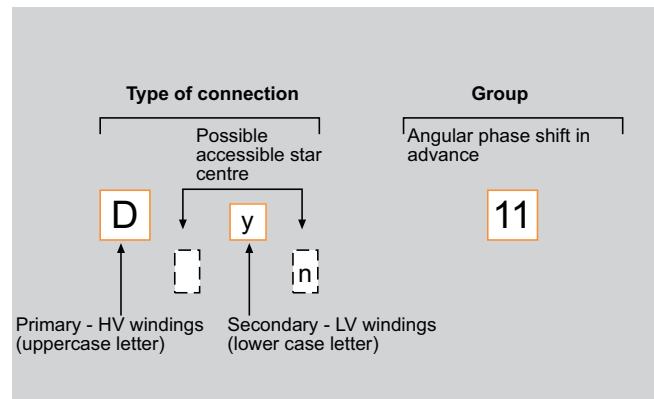 Type of connection
Group
Possible
accessible star
centre
Angular phase shift in
advance
D
y
11
n
Primary - HV windings
(uppercase letter)
Secondary - LV windings
(lower case letter)